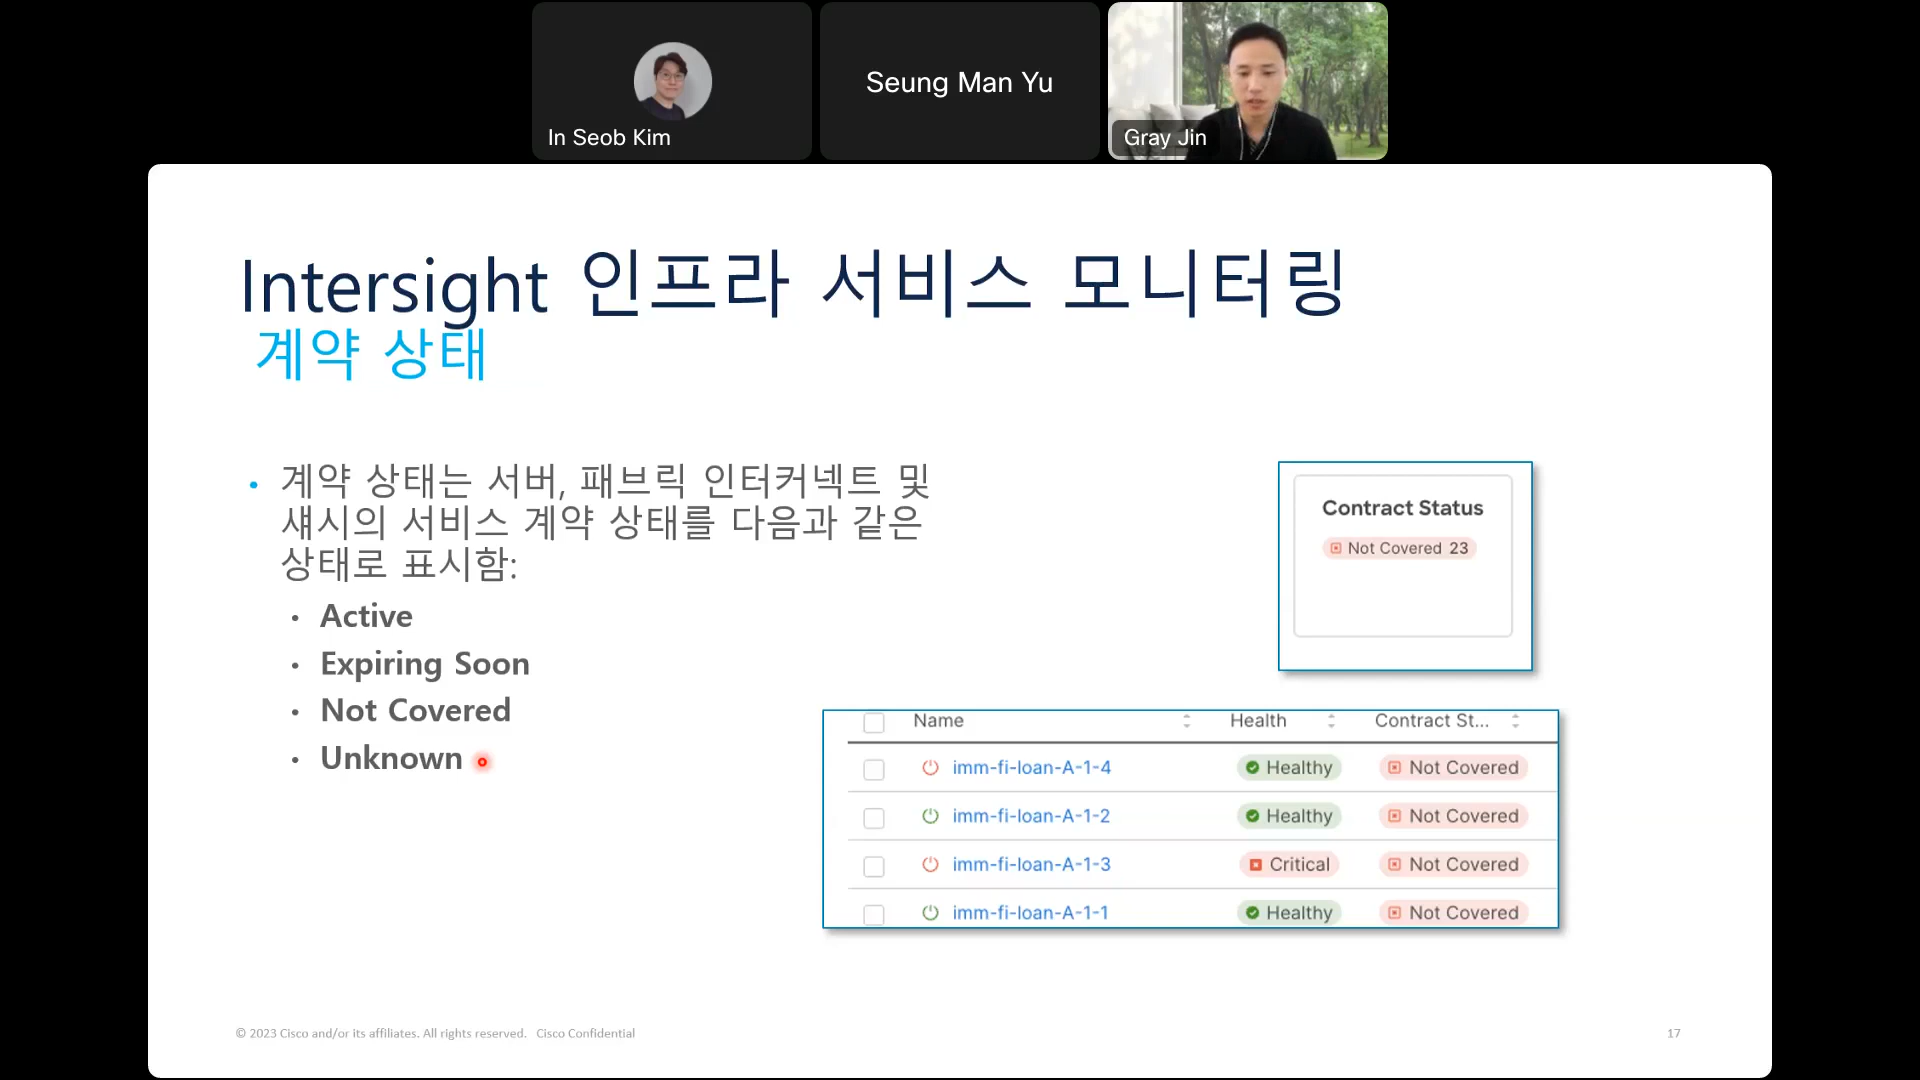 In Seob Kim
Seung Man Yu
Gray Jin
Intersight 인프라 서비스 모니터링
계약 상태
• 계약 상태는 서버, 패브릭 인터커넥트 및
섀시의 서비스 계약 상태를 다음과 같은
상태로 표시함:
• Active
• Expiring Soon
• Not Covered
• Unknown
Contract Status
Not Covered 23
Name Health Contract St...
imm-fi-loan-A-1-4 Healthy Not Covered
imm-fi-loan-A-1-2 Healthy Not Covered
imm-fi-loan-A-1-3 Critical Not Covered
imm-fi-loan-A-1-1 Healthy Not Covered
© 2023 Cisco and/or its affiliates. All rights reserved. Cisco Confidential
17